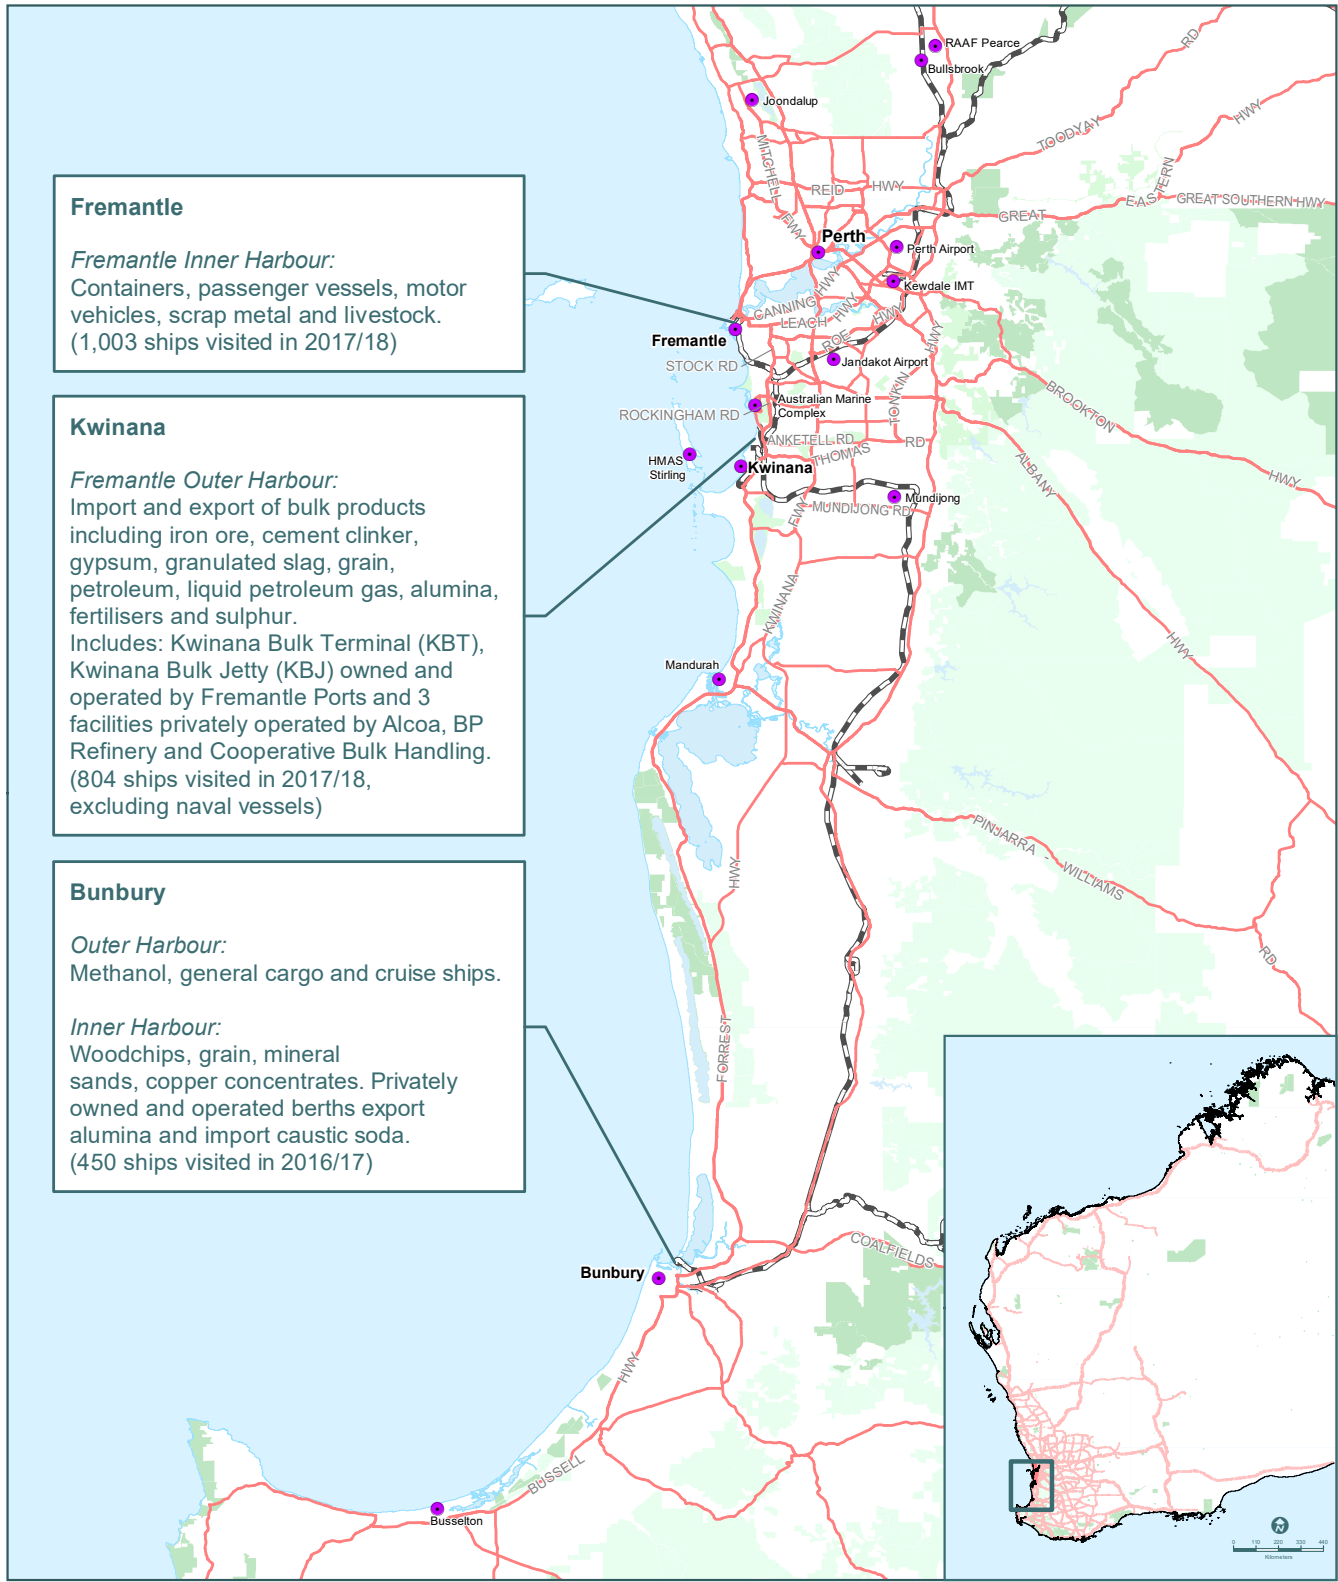 Fremantle
Fremantle Inner Harbour:
Containers, passenger vessels, motor
vehicles, scrap metal and livestock.
(1,003 ships visited in 2017/18)
Kwinana
Fremantle Outer Harbour:
Import and export of bulk products
including iron ore, cement clinker,
gypsum, granulated slag, grain,
petroleum, liquid petroleum gas, alumina,
fertilisers and sulphur.
Includes: Kwinana Bulk Terminal (KBT),
Kwinana Bulk Jetty (KBJ) owned and
operated by Fremantle Ports and 3
facilities privately operated by Alcoa, BP
Refinery and Cooperative Bulk Handling.
(804 ships visited in 2017/18,
excluding naval vessels)
Bunbury
Outer Harbour:
Methanol, general cargo and cruise ships.
Inner Harbour:
Woodchips, grain, mineral
sands, copper concentrates. Privately
owned and operated berths export
alumina and import caustic soda.
(450 ships visited in 2016/17)
RAAF Pearce
Bullsbrook
Joondalup
RD
TOODYAY
HWY
MITCHELL
FWY
REID HWY
GREAT
EASTERN
GREAT SOUTHERN HWY
Perth
Perth Airport
Kewdale IMT
CANNING HWY
LEACH HWY
ROE HWY
Fremantle
STOCK RD
Jandakot Airport
HWY
TONKIN
BROOKTON
HWY
Australian Marine
Complex
ROCKINGHAM RD
ANKETELL RD
THOMAS RD
HMAS
Stirling
Kwinana
ALBANY
HWY
Mundijong
MUNDIJONG RD
FWY
KWINANA
Mandurah
PINJARRA - WILLIAMS
RD
HWY
FORREST
COALFIELDS
Bunbury
HWY
BUSSELL
Busselton
N
0 110 220 330 440
Kilometers